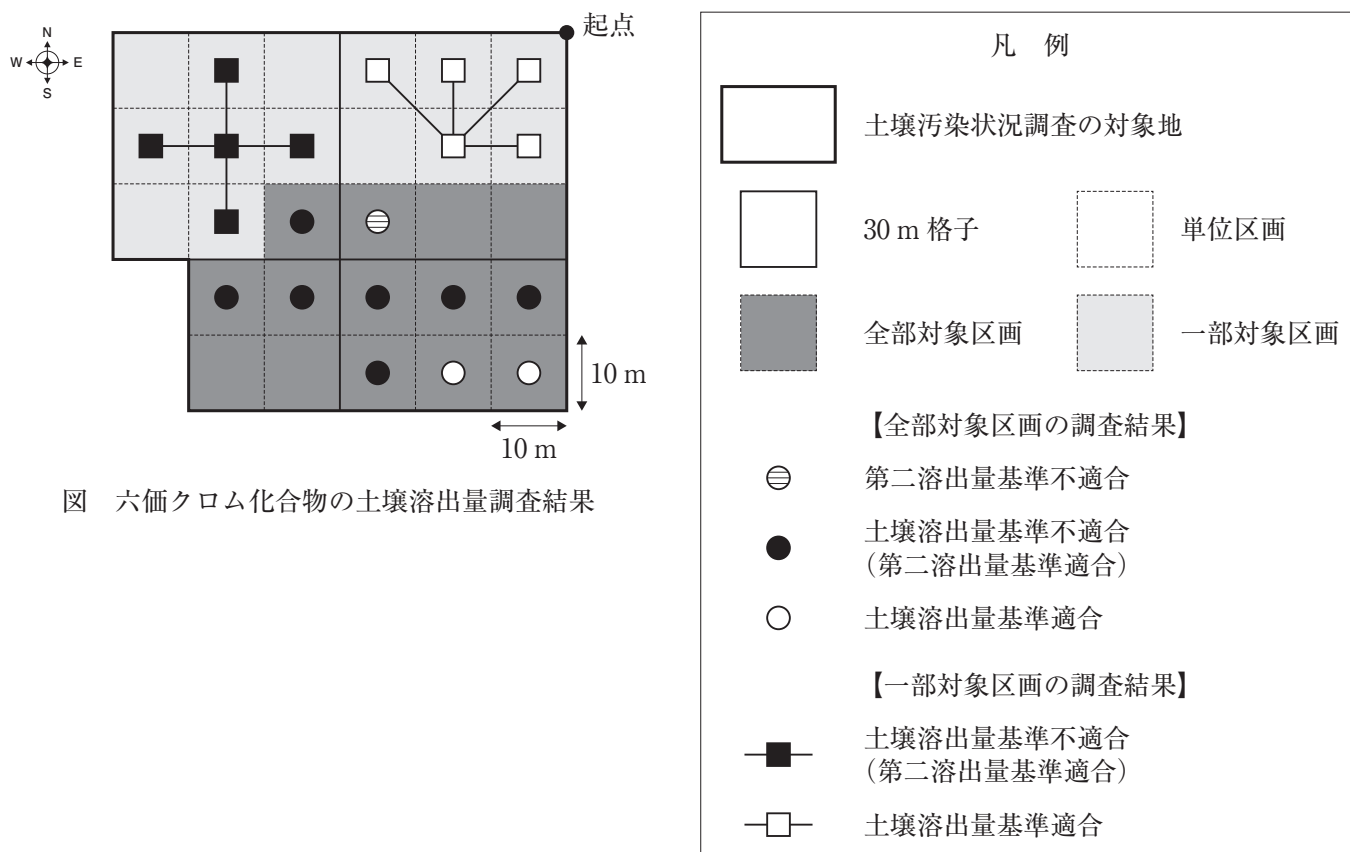 N
W E
S
起点
10 m
10 m
図 六価クロム化合物の土壌溶出量調査結果
凡 例
土壌汚染状況調査の対象地
30 m 格子
単位区画
全部対象区画
一部対象区画
【全部対象区画の調査結果】
第二溶出量基準不適合
土壌溶出量基準不適合
(第二溶出量基準適合)
土壌溶出量基準適合
【一部対象区画の調査結果】
土壌溶出量基準不適合
(第二溶出量基準適合)
土壌溶出量基準適合